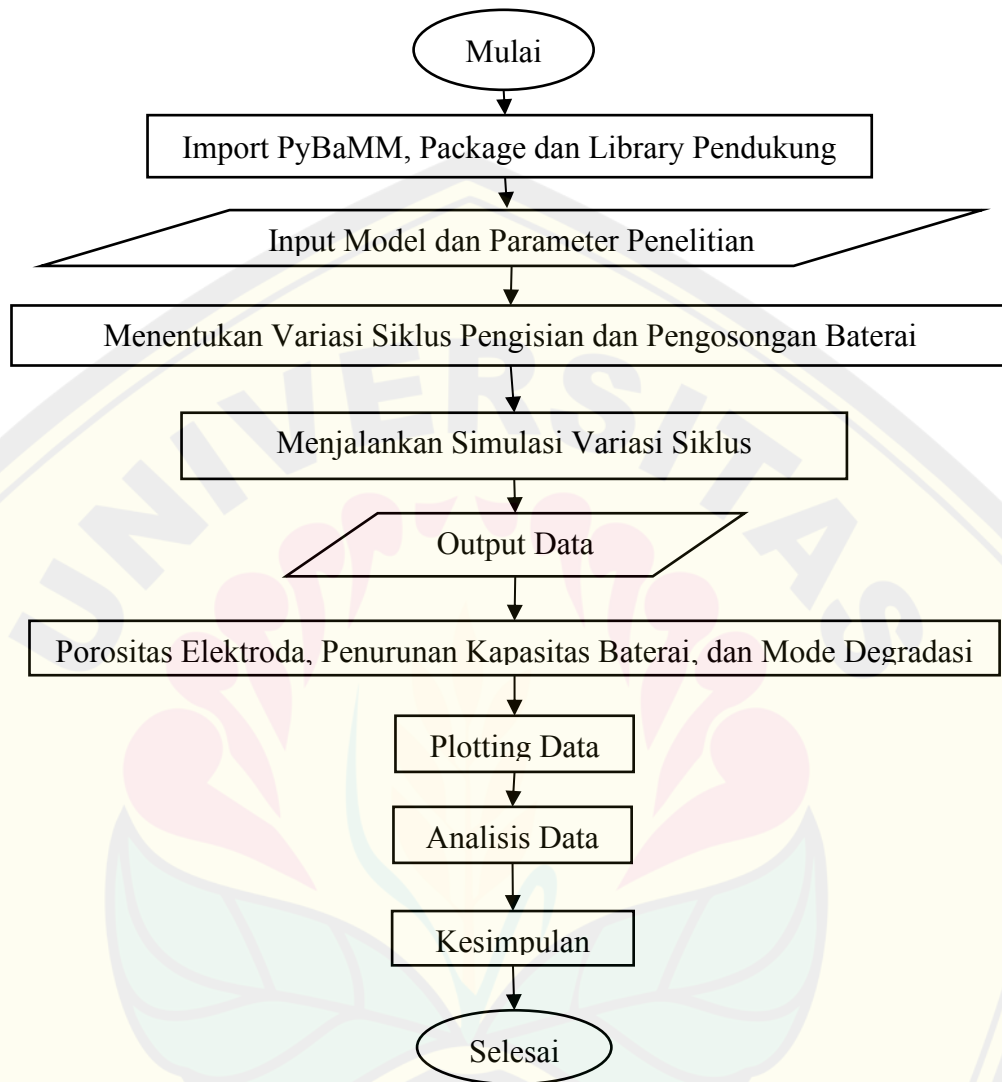 Mulai
Import PyBaMM, Package dan Library Pendukung
Input Model dan Parameter Penelitian
Menentukan Variasi Siklus Pengisian dan Pengosongan Baterai
Menjalankan Simulasi Variasi Siklus
UNIVERSITAS
Output Data
Porositas Elektroda, Penurunan Kapasitas Baterai, dan Mode Degradasi
Plotting Data
Analisis Data
Kesimpulan
Selesai